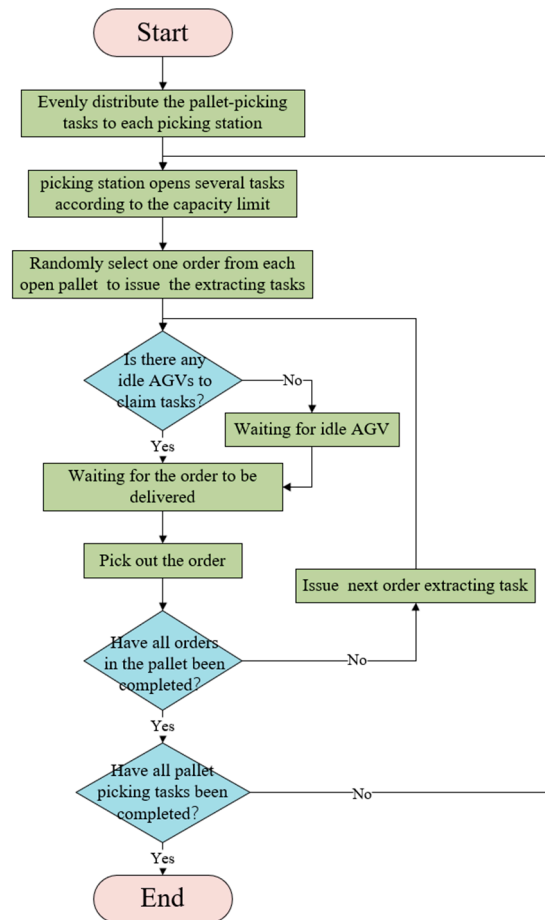 Start
Evenly distribute the pallet-picking
tasks to each picking station
picking station opens several tasks
according to the capacity limit
Randomly select one order from each
open pallet to issue the extracting tasks
Is there any
idle AGVs to
claim tasks?
No
Waiting for idle AGV
Yes
Waiting for the order to be
delivered
Pick out the order
Issue next order extracting task
Have all orders
in the pallet been
completed?
No
Yes
Have all pallet
picking tasks been
completed?
No
Yes
End